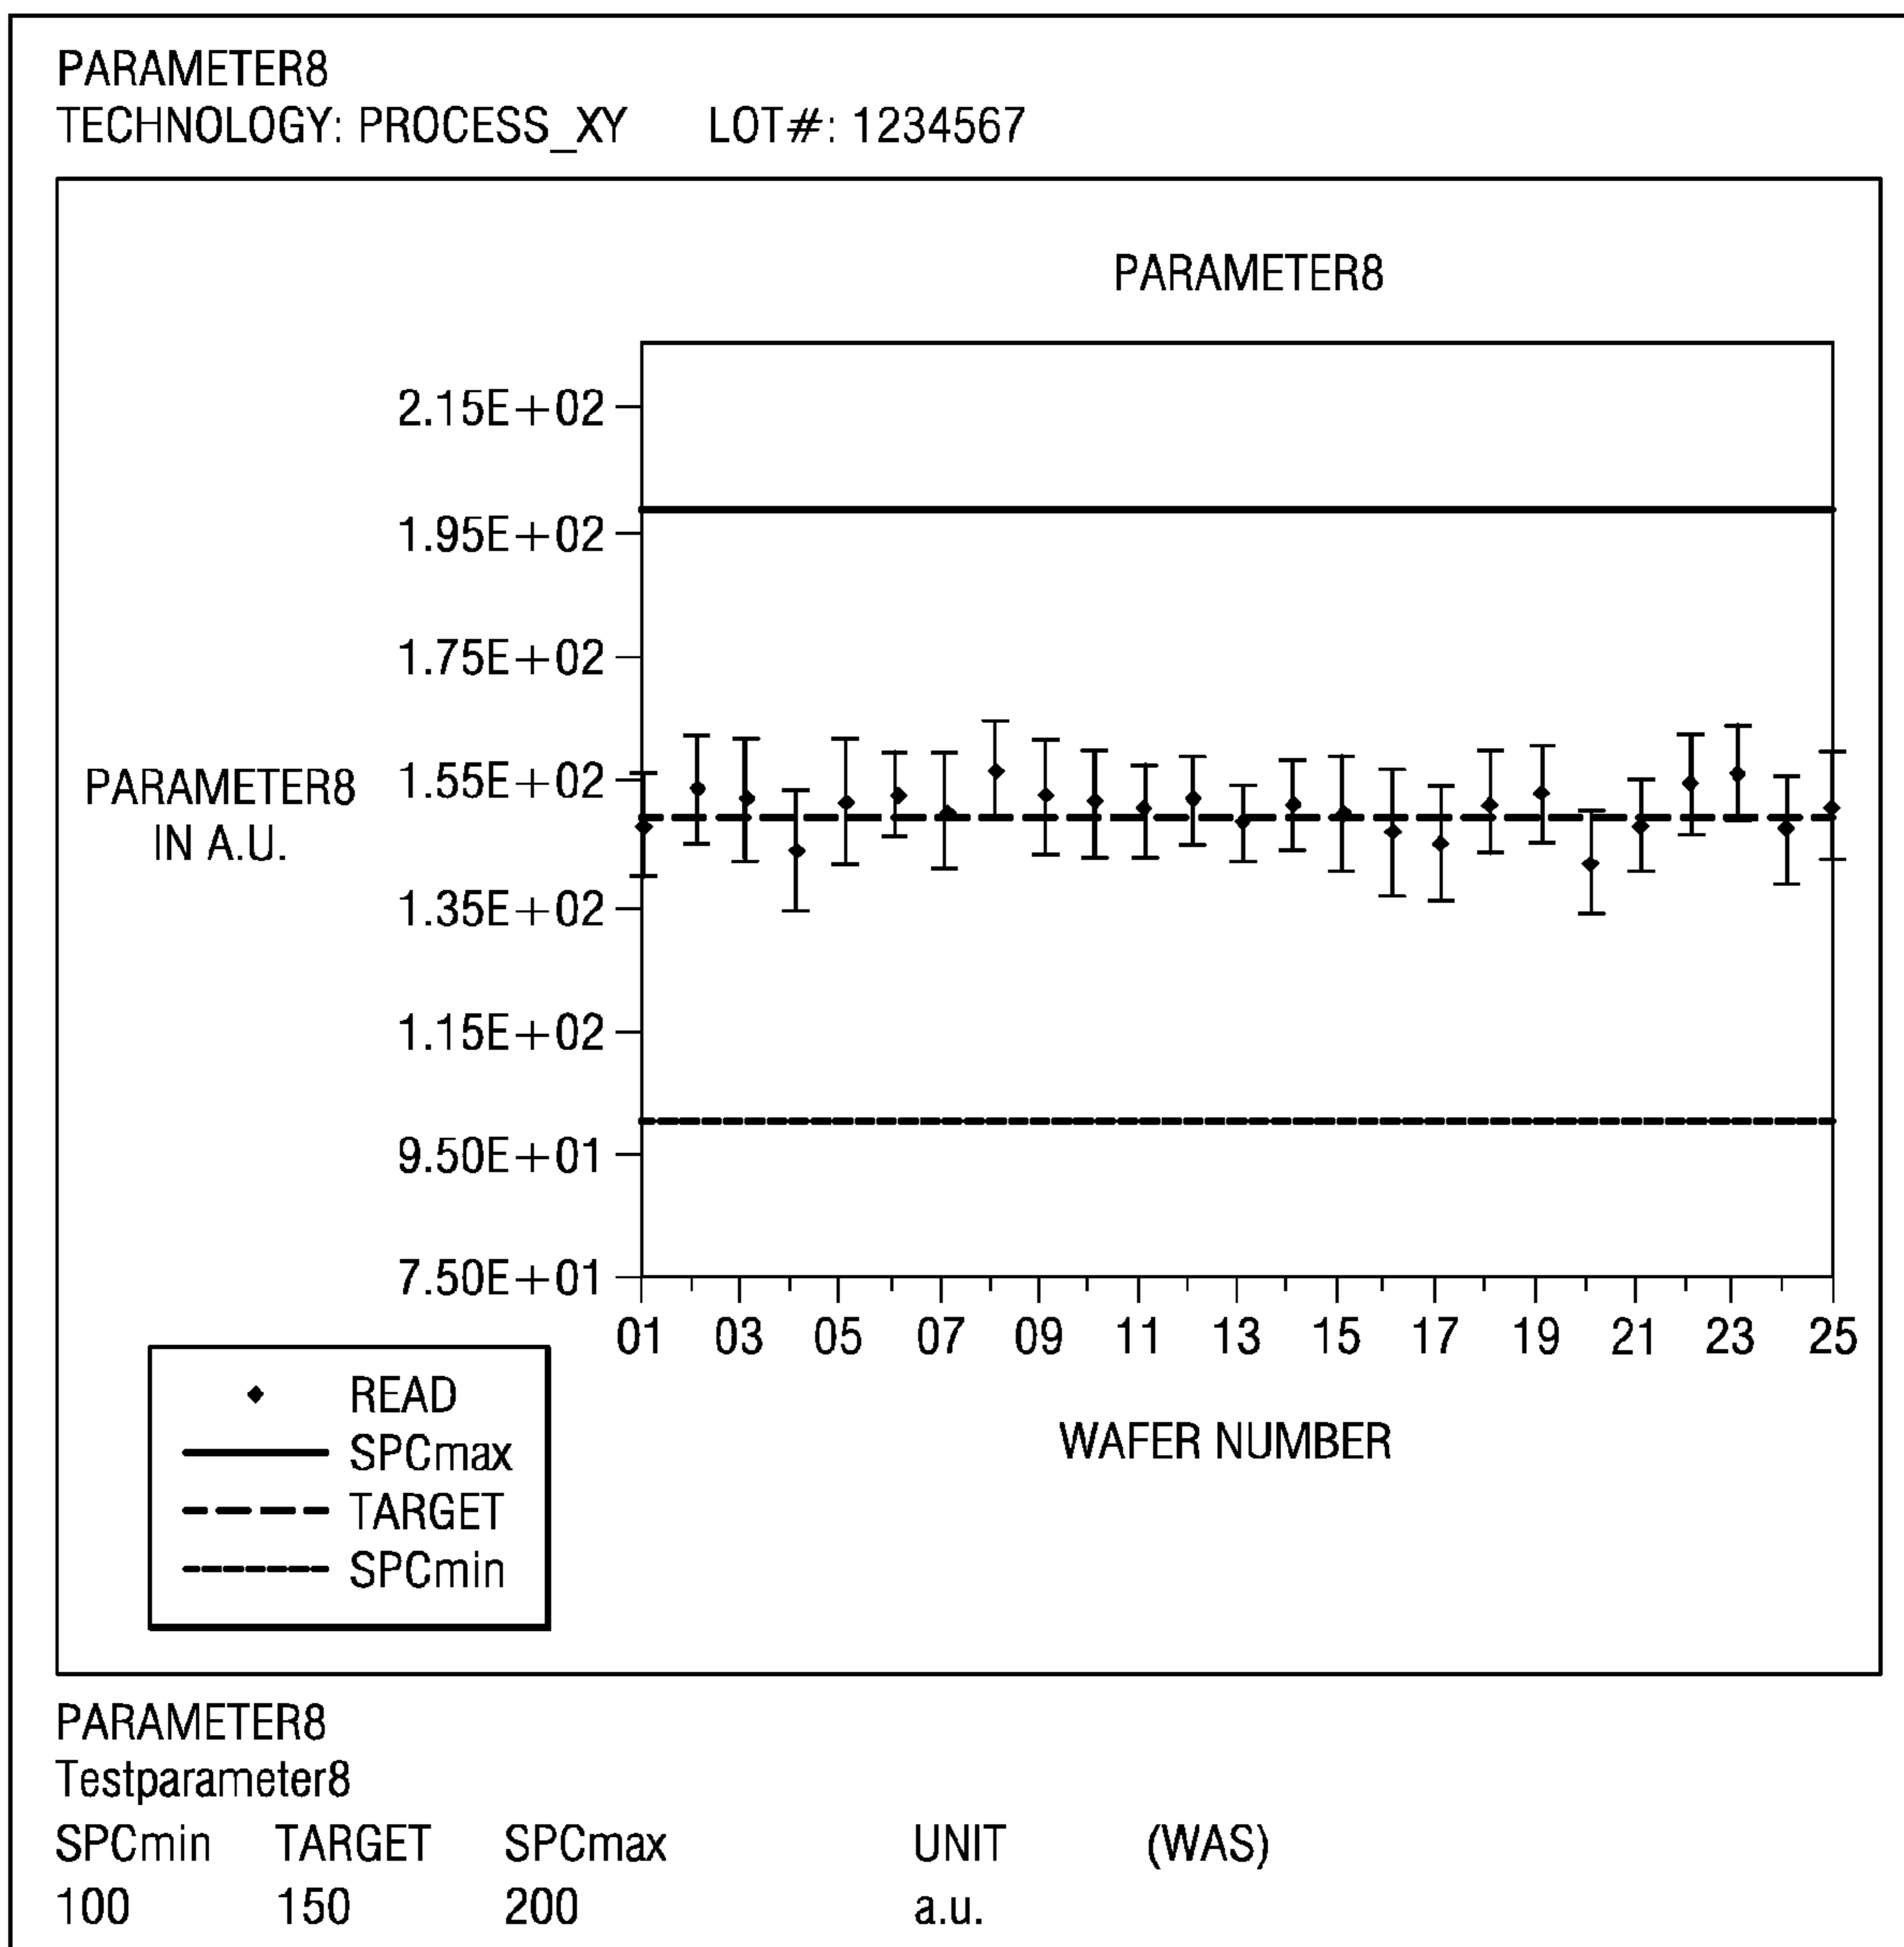 PARAMETER8
TECHNOLOGY: PROCESS_XY LOT#: 1234567
PARAMETER8
2.15E+02
1.95E+02
1.75E+02
1.55E+02
1.35E+02
1.15E+02
9.50E+01
7.50E+01
PARAMETER8
IN A.U.
01 03 05 07 09 11 13 15 17 19 21 23 25
WAFER NUMBER
READ
SPCmax
TARGET
SPCmin
PARAMETER8
Testparameter8
SPCmin TARGET SPCmax UNIT (WAS)
100 150 200 a.u.